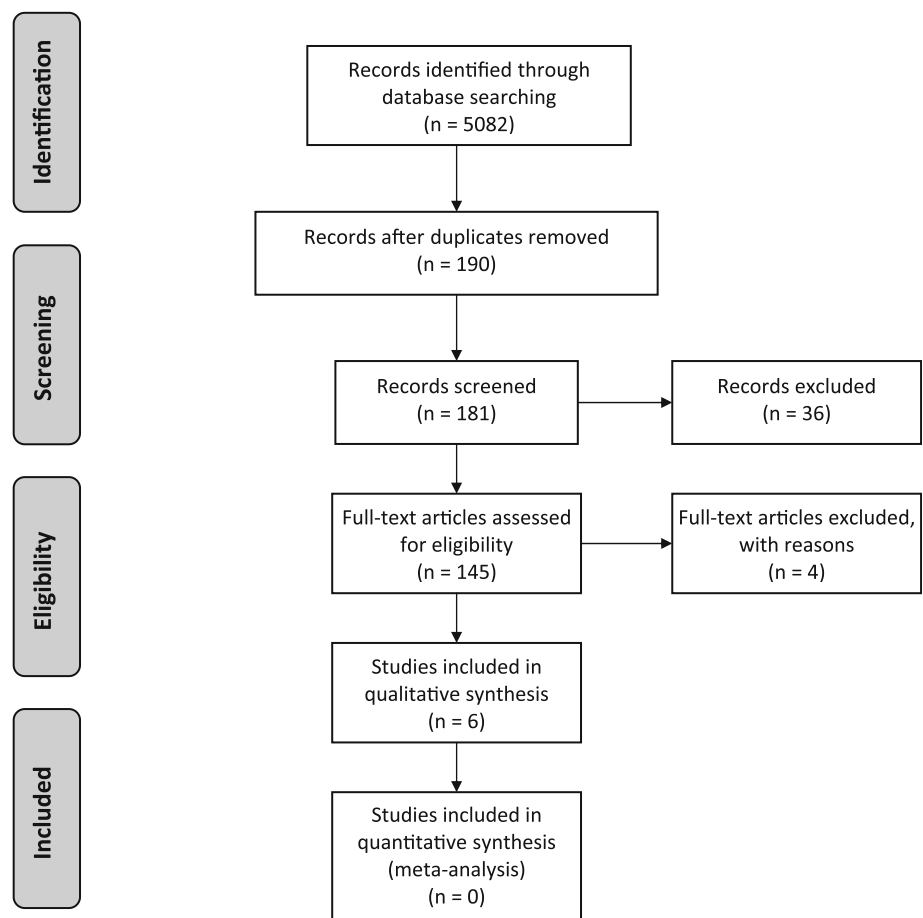 Identification
Records identified through
database searching
(n = 5082)
Records after duplicates removed
(n = 190)
Screening
Records screened
(n = 181)
Records excluded
(n = 36)
Eligibility
Full-text articles assessed
for eligibility
(n = 145)
Full-text articles excluded,
with reasons
(n = 4)
Studies included in
qualitative synthesis
(n = 6)
Included
Studies included in
quantitative synthesis
(meta-analysis)
(n = 0)